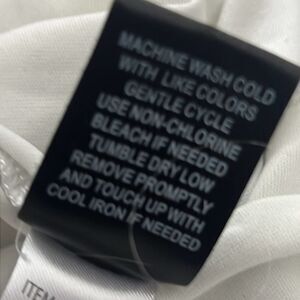 MACHINE WASH COLD
WITH LIKE COLORS
GENTLE CYCLE
USE NON-CHLORINE
BLEACH IF NEEDED
TUMBLE DRY LOW
REMOVE PROMPTLY
AND TOUCH UP WITH
COOL IRON IF NEEDED
ITEM